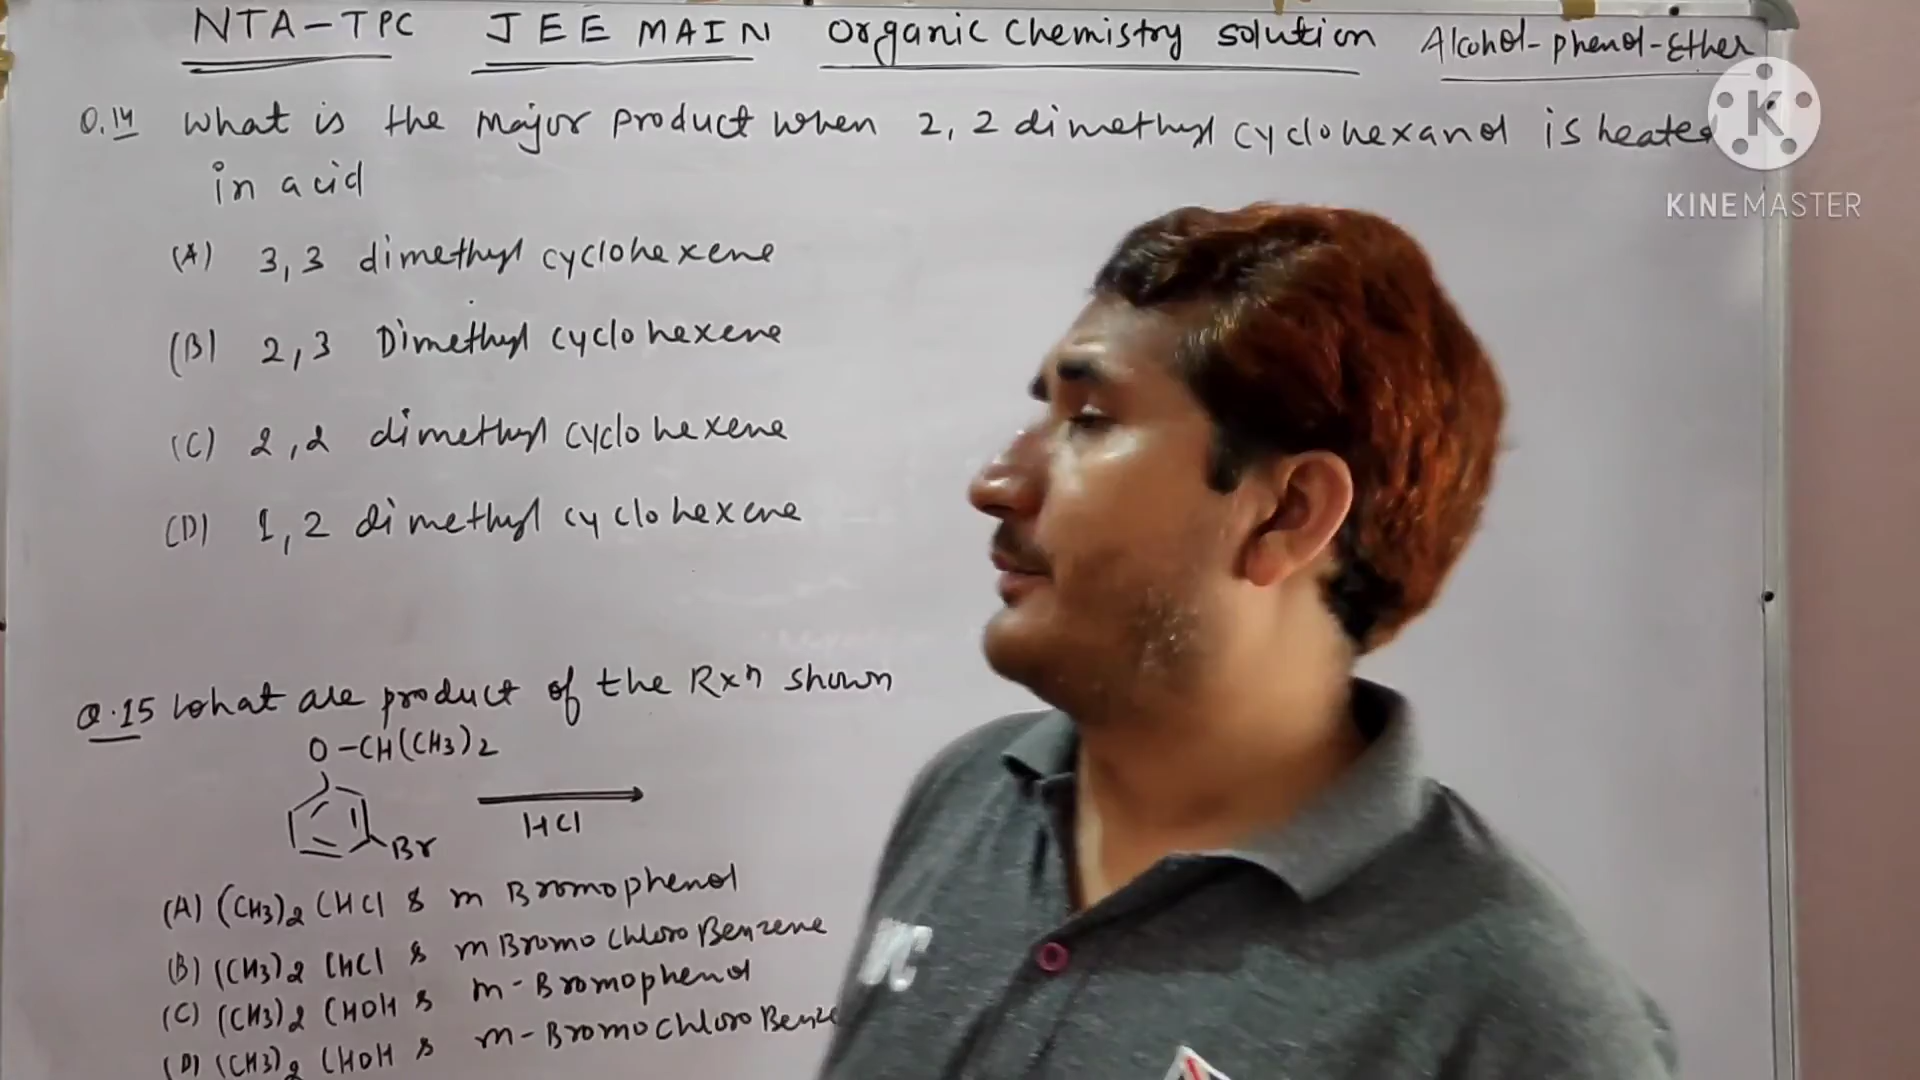 NTA-TPC JEE MAIN Organic Chemistry solution Alcohol-phenol-Ether
Q.14 What is the major product when 2,2 dimethyl cyclohexanol is heated
in acid
(A) 3,3 dimethyl cyclohexene
(B) 2,3 Dimethyl cyclohexene
(C) 2,2 dimethyl cyclohexene
(D) 1,2 dimethyl cyclohexene
Q.15 What are product of the Rxn shown
O-CH(CH3)2
HCl
Br
(A) (CH3)2 CHCl & m Bromophenol
(B) (CH3)2 CHCl & m Bromo chloro Benzene
(C) (CH3)2 CHOH & m-Bromophenol
(D) (CH3)2 CHOH & m-Bromo chloro Benze
K
KINEMASTER